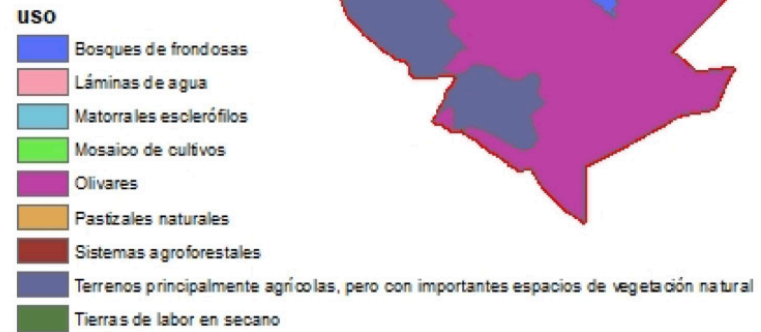 USO
Bosques de frondosas
Láminas de agua
Matorrales esclerófilos
Mosaico de cultivos
Olivares
Pastizales naturales
Sistemas agroforestales
Terrenos principalmente agrícolas, pero con importantes espacios de vegetación natural
Tierras de labor en secano